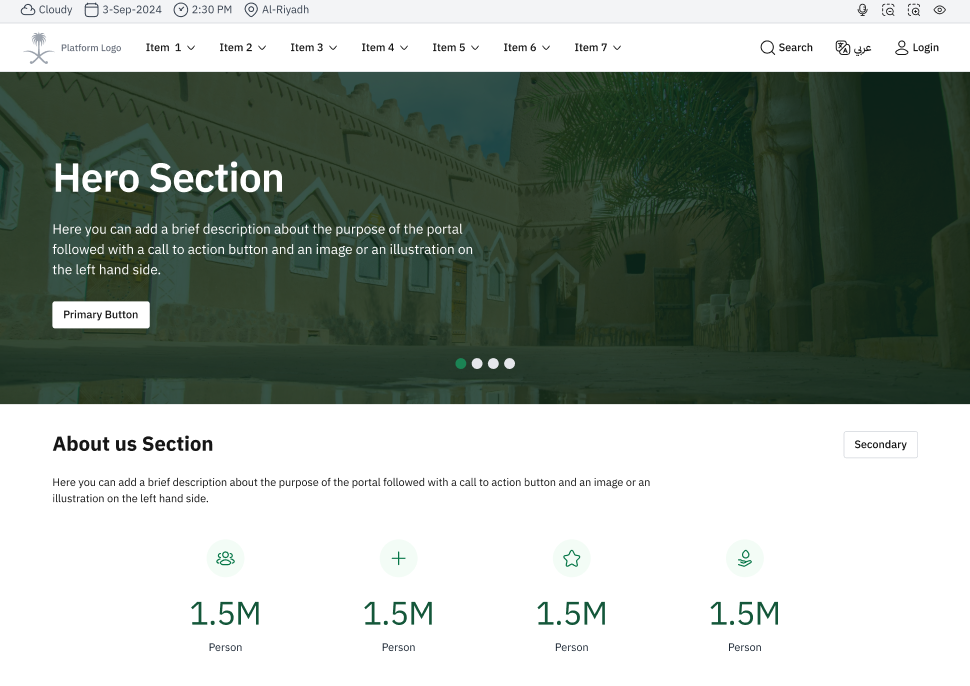 Cloudy 3-Sep-2024 2:30 PM Al-Riyadh
Platform Logo Item 1 Item 2 Item 3 Item 4 Item 5 Item 6 Item 7 Search عربي Login
Hero Section
Here you can add a brief description about the purpose of the portal
followed with a call to action button and an image or an illustration on
the left hand side.
Primary Button
About us Section Secondary
Here you can add a brief description about the purpose of the portal followed with a call to action button and an image or an
illustration on the left hand side.
1.5M 1.5M 1.5M 1.5M
Person Person Person Person